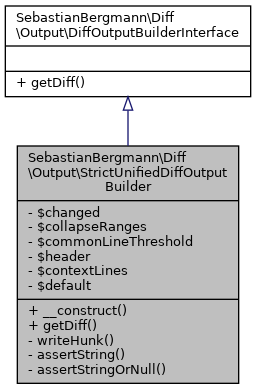 SebastianBergmann\Diff
\Output\DiffOutputBuilderInterface
+ getDiff()
SebastianBergmann\Diff
\Output\StrictUnifiedDiffOutput
Builder
- $changed
- $collapseRanges
- $commonLineThreshold
- $header
- $contextLines
- $default
+ __construct()
+ getDiff()
- writeHunk()
- assertString()
- assertStringOrNull()